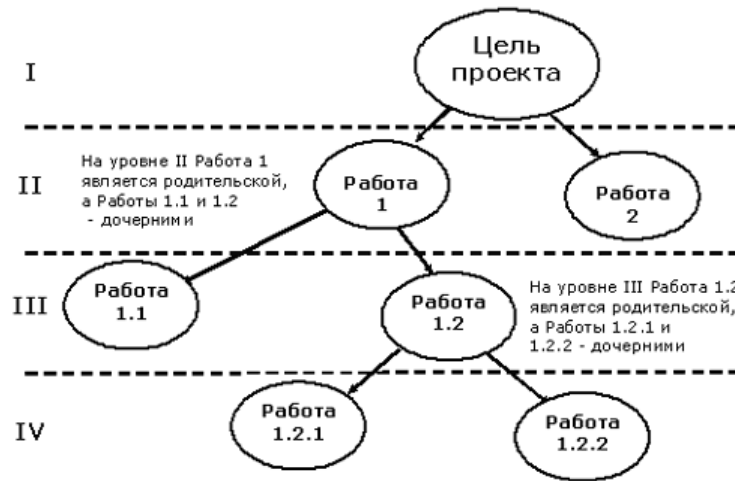 Цель
проекта
I
На уровне II Работа 1
является родительской,
а Работы 1.1 и 1.2
- дочерними
II
Работа
1
Работа
2
III
Работа
1.1
Работа
1.2
На уровне III Работа 1.2
является родительской,
а Работы 1.2.1 и
1.2.2 - дочерними
IV
Работа
1.2.1
Работа
1.2.2